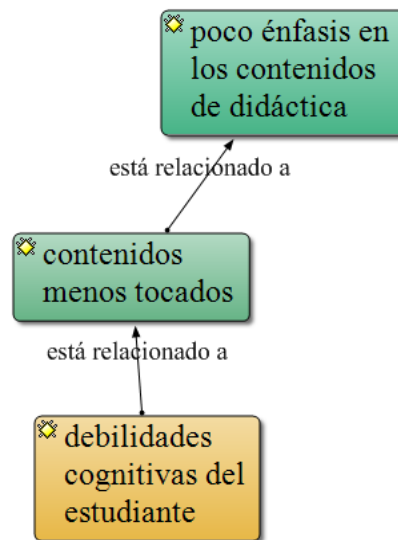 poco énfasis en
los contenidos
de didáctica
está relacionado a
contenidos
menos tocados
está relacionado a
debilidades
cognitivas del
estudiante